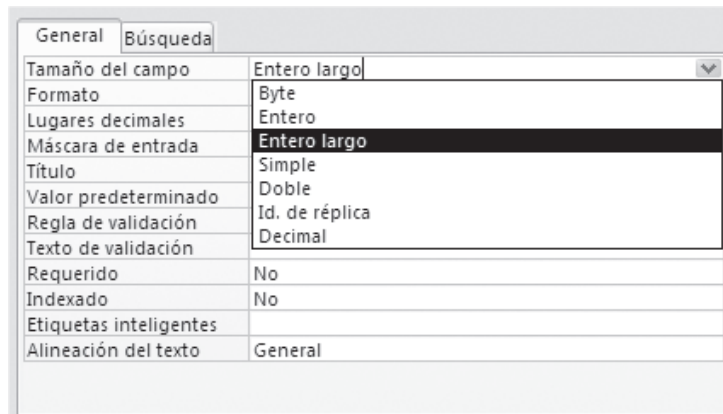 General Búsqueda
Tamaño del campo Entero largo
Formato Byte
Lugares decimales Entero
Máscara de entrada Entero largo
Título Simple
Valor predeterminado Doble
Regla de validación Id. de réplica
Texto de validación Decimal
Requerido No
Indexado No
Etiquetas inteligentes
Alineación del texto General